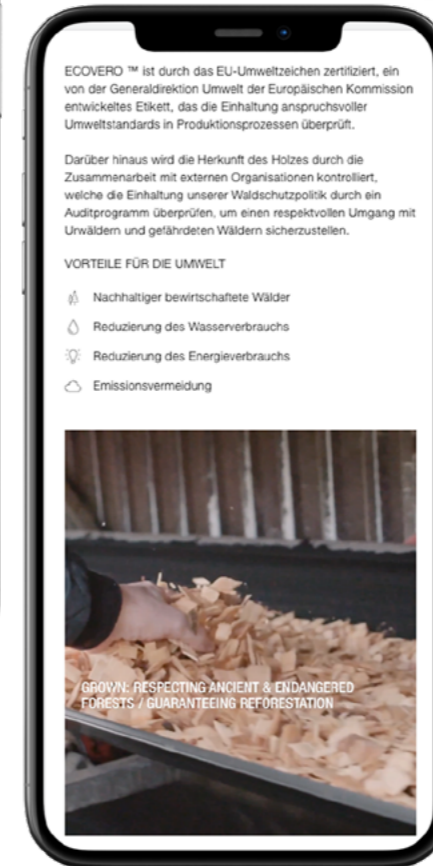 ECOVERO ™ ist durch das EU-Umweltzeichen zertifiziert, ein
von der Generaldirektion Umwelt der Europäischen Kommission
entwickeltes Etikett, das die Einhaltung anspruchsvoller
Umweltstandards in Produktionsprozessen überprüft.
Darüber hinaus wird die Herkunft des Holzes durch die
Zusammenarbeit mit externen Organisationen kontrolliert,
welche die Einhaltung unserer Waldschutzpolitik durch ein
Auditprogramm überprüfen, um einen respektvollen Umgang mit
Urwäldern und gefährdeten Wäldern sicherzustellen.
VORTEILE FÜR DIE UMWELT
Nachhaltiger bewirtschaftete Wälder
Reduzierung des Wasserverbrauchs
Reduzierung des Energieverbrauchs
Emissionsvermeidung
GROWN: RESPECTING ANCIENT & ENDANGERED
FORESTS / GUARANTEEING REFORESTATION